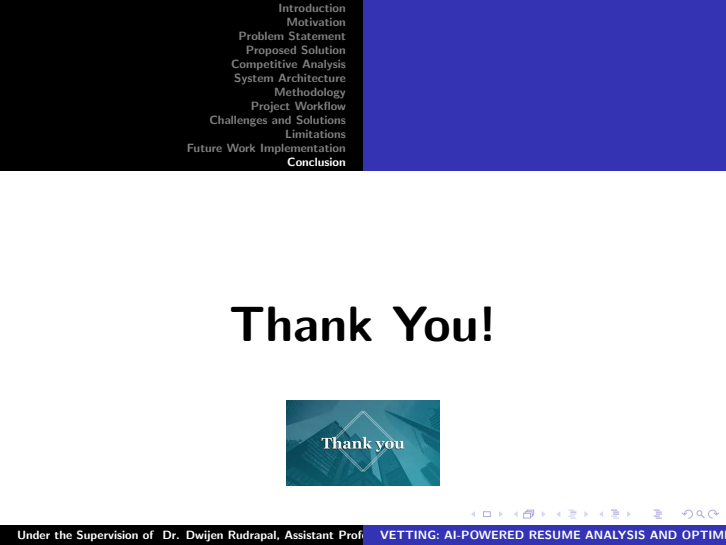 Introduction
Motivation
Problem Statement
Proposed Solution
Competitive Analysis
System Architecture
Methodology
Project Workflow
Challenges and Solutions
Limitations
Future Work Implementation
Conclusion
Thank You!
Thank you
Under the Supervision of Dr. Dwijen Rudrapal, Assistant Prof
VETTING: AI-POWERED RESUME ANALYSIS AND OPTIM